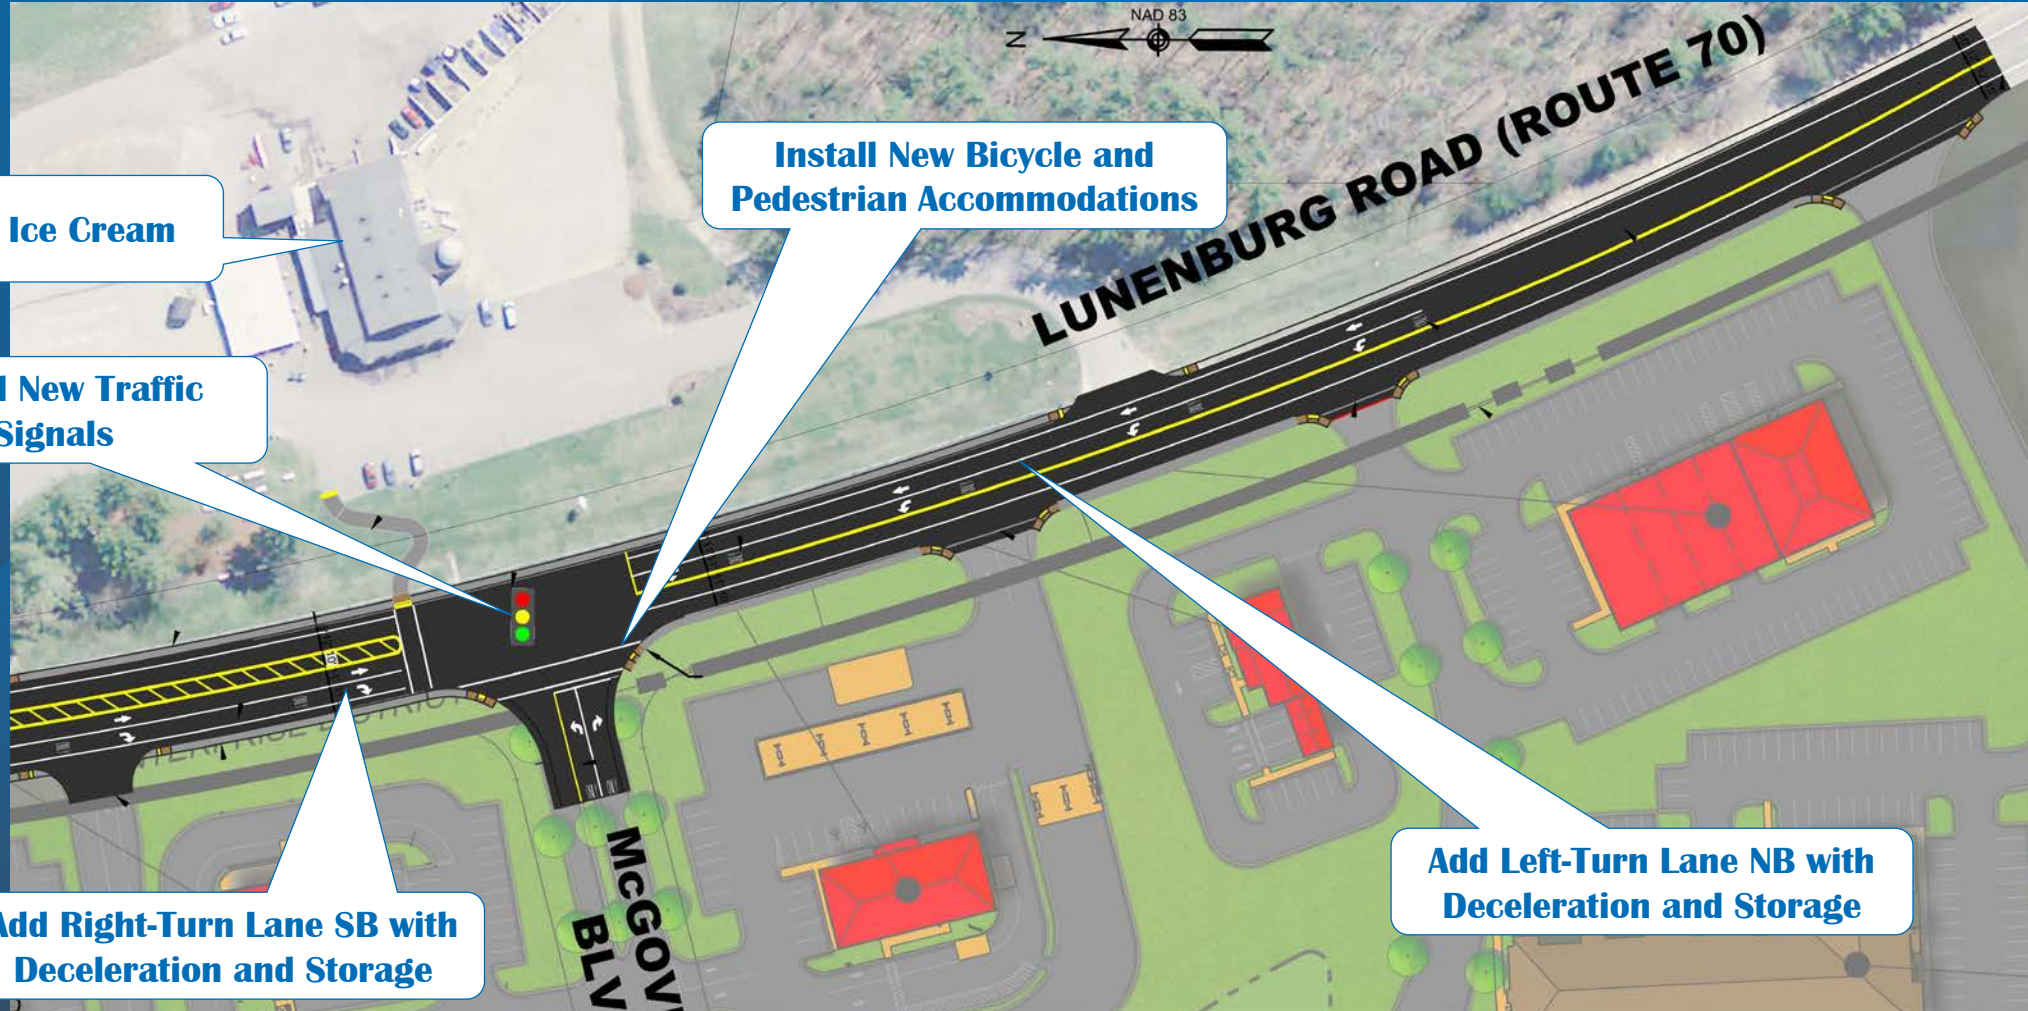 NAD 83
N
LUNENBURG ROAD (ROUTE 70)
Install New Bicycle and
Pedestrian Accommodations
Ice Cream
New Traffic
Signals
Add Right-Turn Lane SB with
Deceleration and Storage
McGOV
BLV
Add Left-Turn Lane NB with
Deceleration and Storage